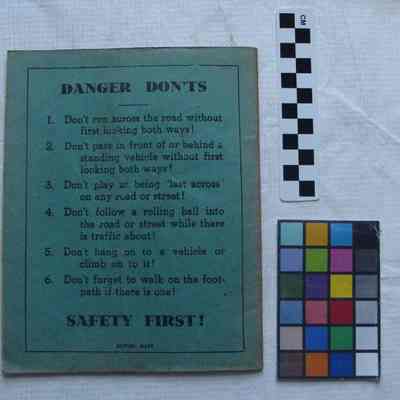 DANGER DON'TS
1. Don't run across the road without
first looking both ways!
2. Don't pass in front of or behind a
standing vehicle without first
looking both ways!
3. Don't play at being 'last across'
on any road or street!
4. Don't follow a rolling ball into
the road or street while there
is traffic about!
5. Don't hang on to a vehicle or
climb on to it!
6. Don't forget to walk on the foot-
path if there is one!
SAFETY FIRST!
CM